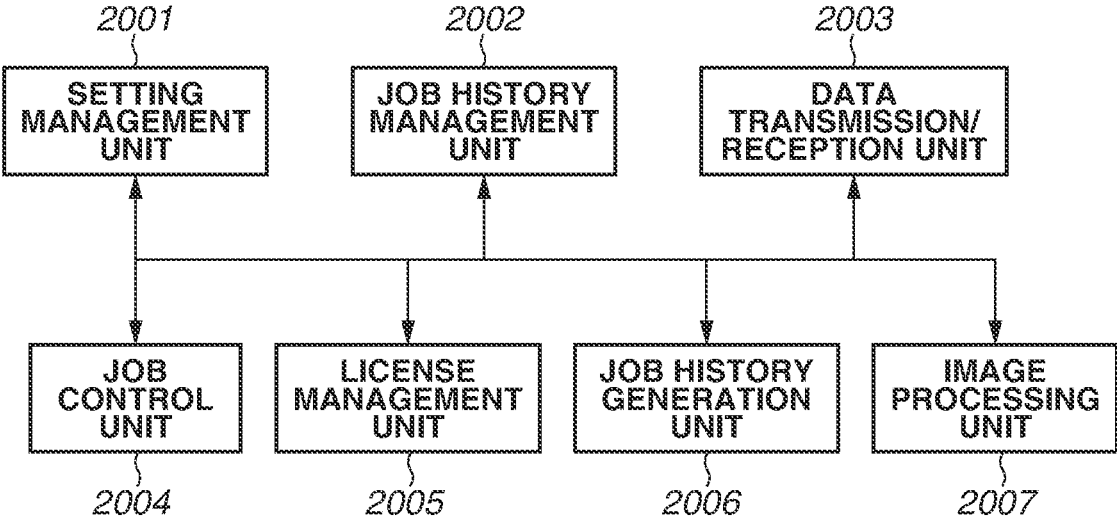 2001
2002
2003
SETTING
MANAGEMENT
UNIT
JOB HISTORY
MANAGEMENT
UNIT
DATA
TRANSMISSION/
RECEPTION UNIT
JOB
CONTROL
UNIT
LICENSE
MANAGEMENT
UNIT
JOB HISTORY
GENERATION
UNIT
IMAGE
PROCESSING
UNIT
2004
2005
2006
2007